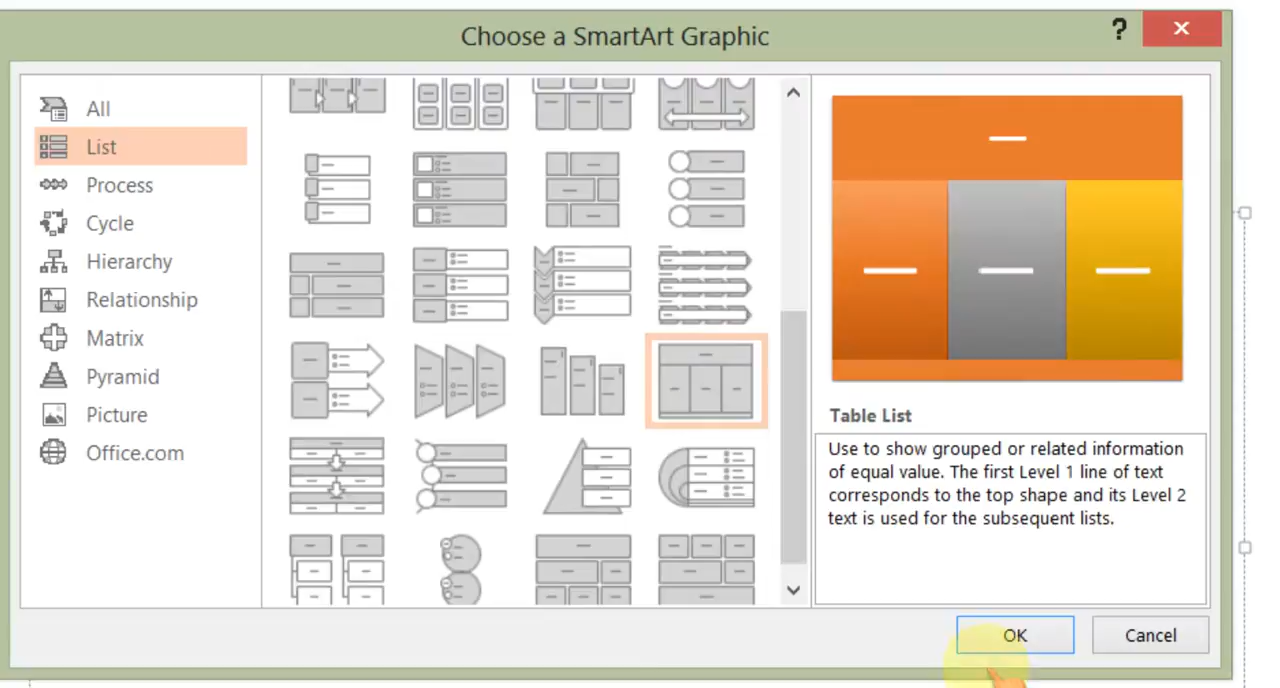 Choose a SmartArt Graphic
?
All
List
Process
Cycle
Hierarchy
Relationship
Matrix
Pyramid
Picture
Office.com
Table List
Use to show grouped or related information
of equal value. The first Level 1 line of text
corresponds to the top shape and its Level 2
text is used for the subsequent lists.
OK
Cancel